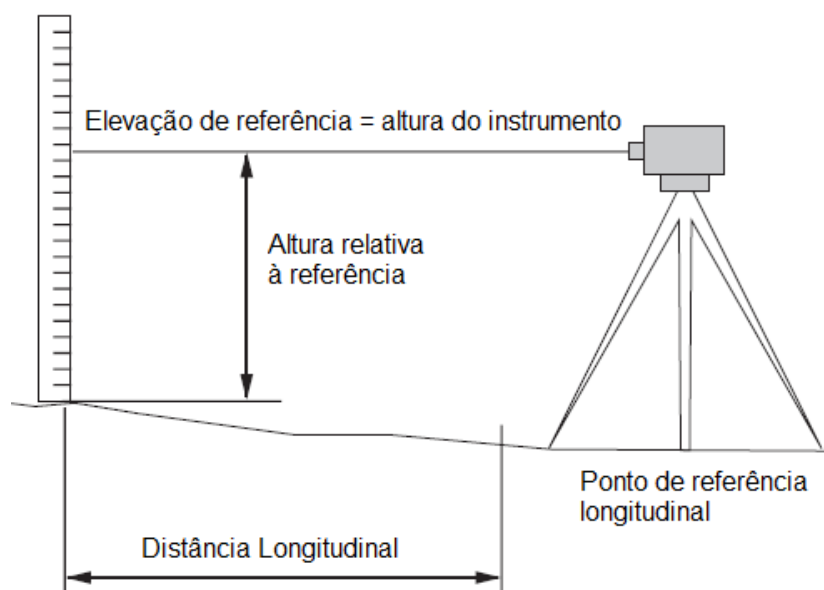 Elevação de referência = altura do instrumento
Altura relativa
à referência
Ponto de referência
longitudinal
Distância Longitudinal